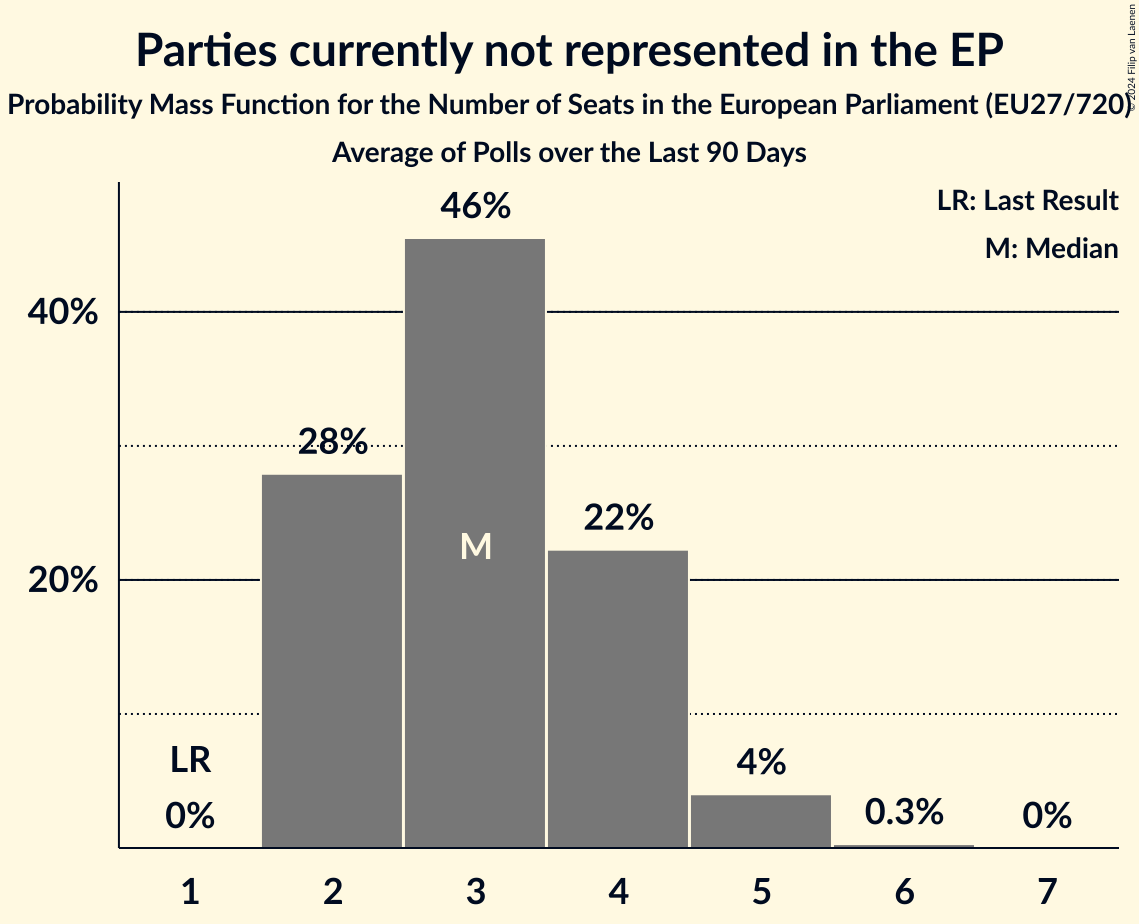 Parties currently not represented in the EP
Probability Mass Function for the Number of Seats in the European Parliament (EU27/720)
Average of Polls over the Last 90 Days
© 2024 Filip van Laenen
LR: Last Result
M: Median
46%
40%
28%
22%
M
20%
LR
0%
4%
0.3%
0%
1 2 3 4 5 6 7